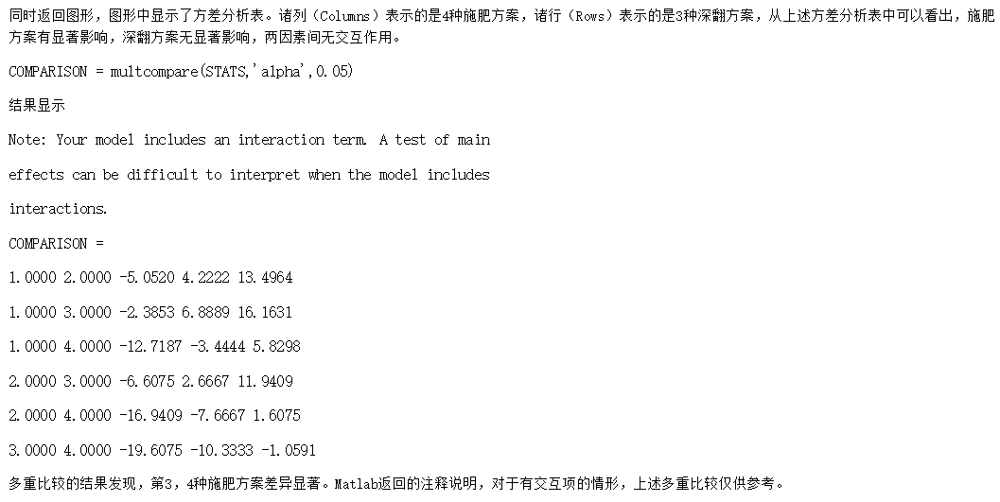 同时返回图形，图形中显示了方差分析表。诸列（Columns）表示的是4种施肥方案，诸行（Rows）表示的是3种深翻方案，从上述方差分析表中可以看出，施肥
方案有显著影响，深翻方案无显著影响，两因素间无交互作用。
COMPARISON = multcompare(STATS,'alpha',0.05)
结果显示
Note: Your model includes an interaction term. A test of main
effects can be difficult to interpret when the model includes
interactions.
COMPARISON =
1.0000 2.0000 -5.0520 4.2222 13.4964
1.0000 3.0000 -2.3853 6.8889 16.1631
1.0000 4.0000 -12.7187 -3.4444 5.8298
2.0000 3.0000 -6.6075 2.6667 11.9409
2.0000 4.0000 -16.9409 -7.6667 1.6075
3.0000 4.0000 -19.6075 -10.3333 -1.0591
多重比较的结果发现，第3，4种施肥方案差异显著。Matlab返回的注释说明，对于有交互项的情形，上述多重比较仅供参考。